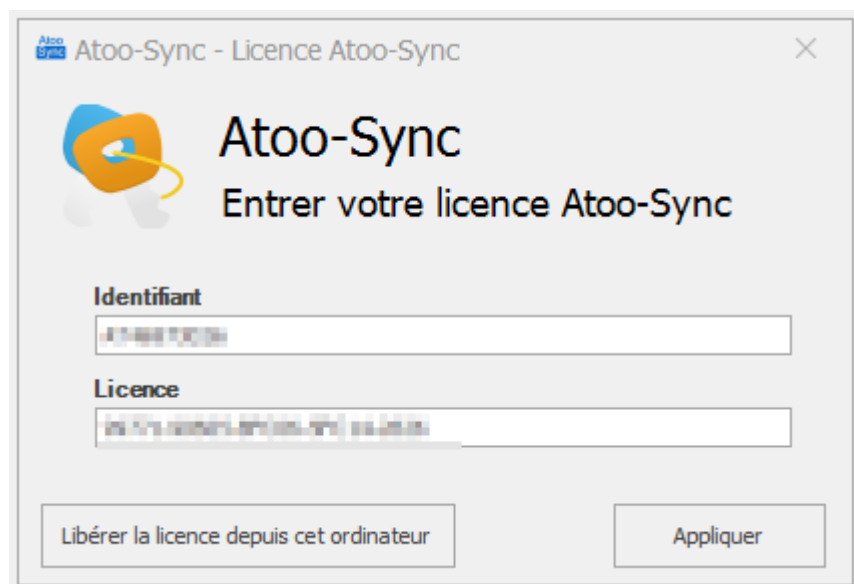 Atoo
Sync
Atoo-Sync - Licence Atoo-Sync
Atoo-Sync
Entrer votre licence Atoo-Sync
Identifiant
Licence
Libérer la licence depuis cet ordinateur
Appliquer